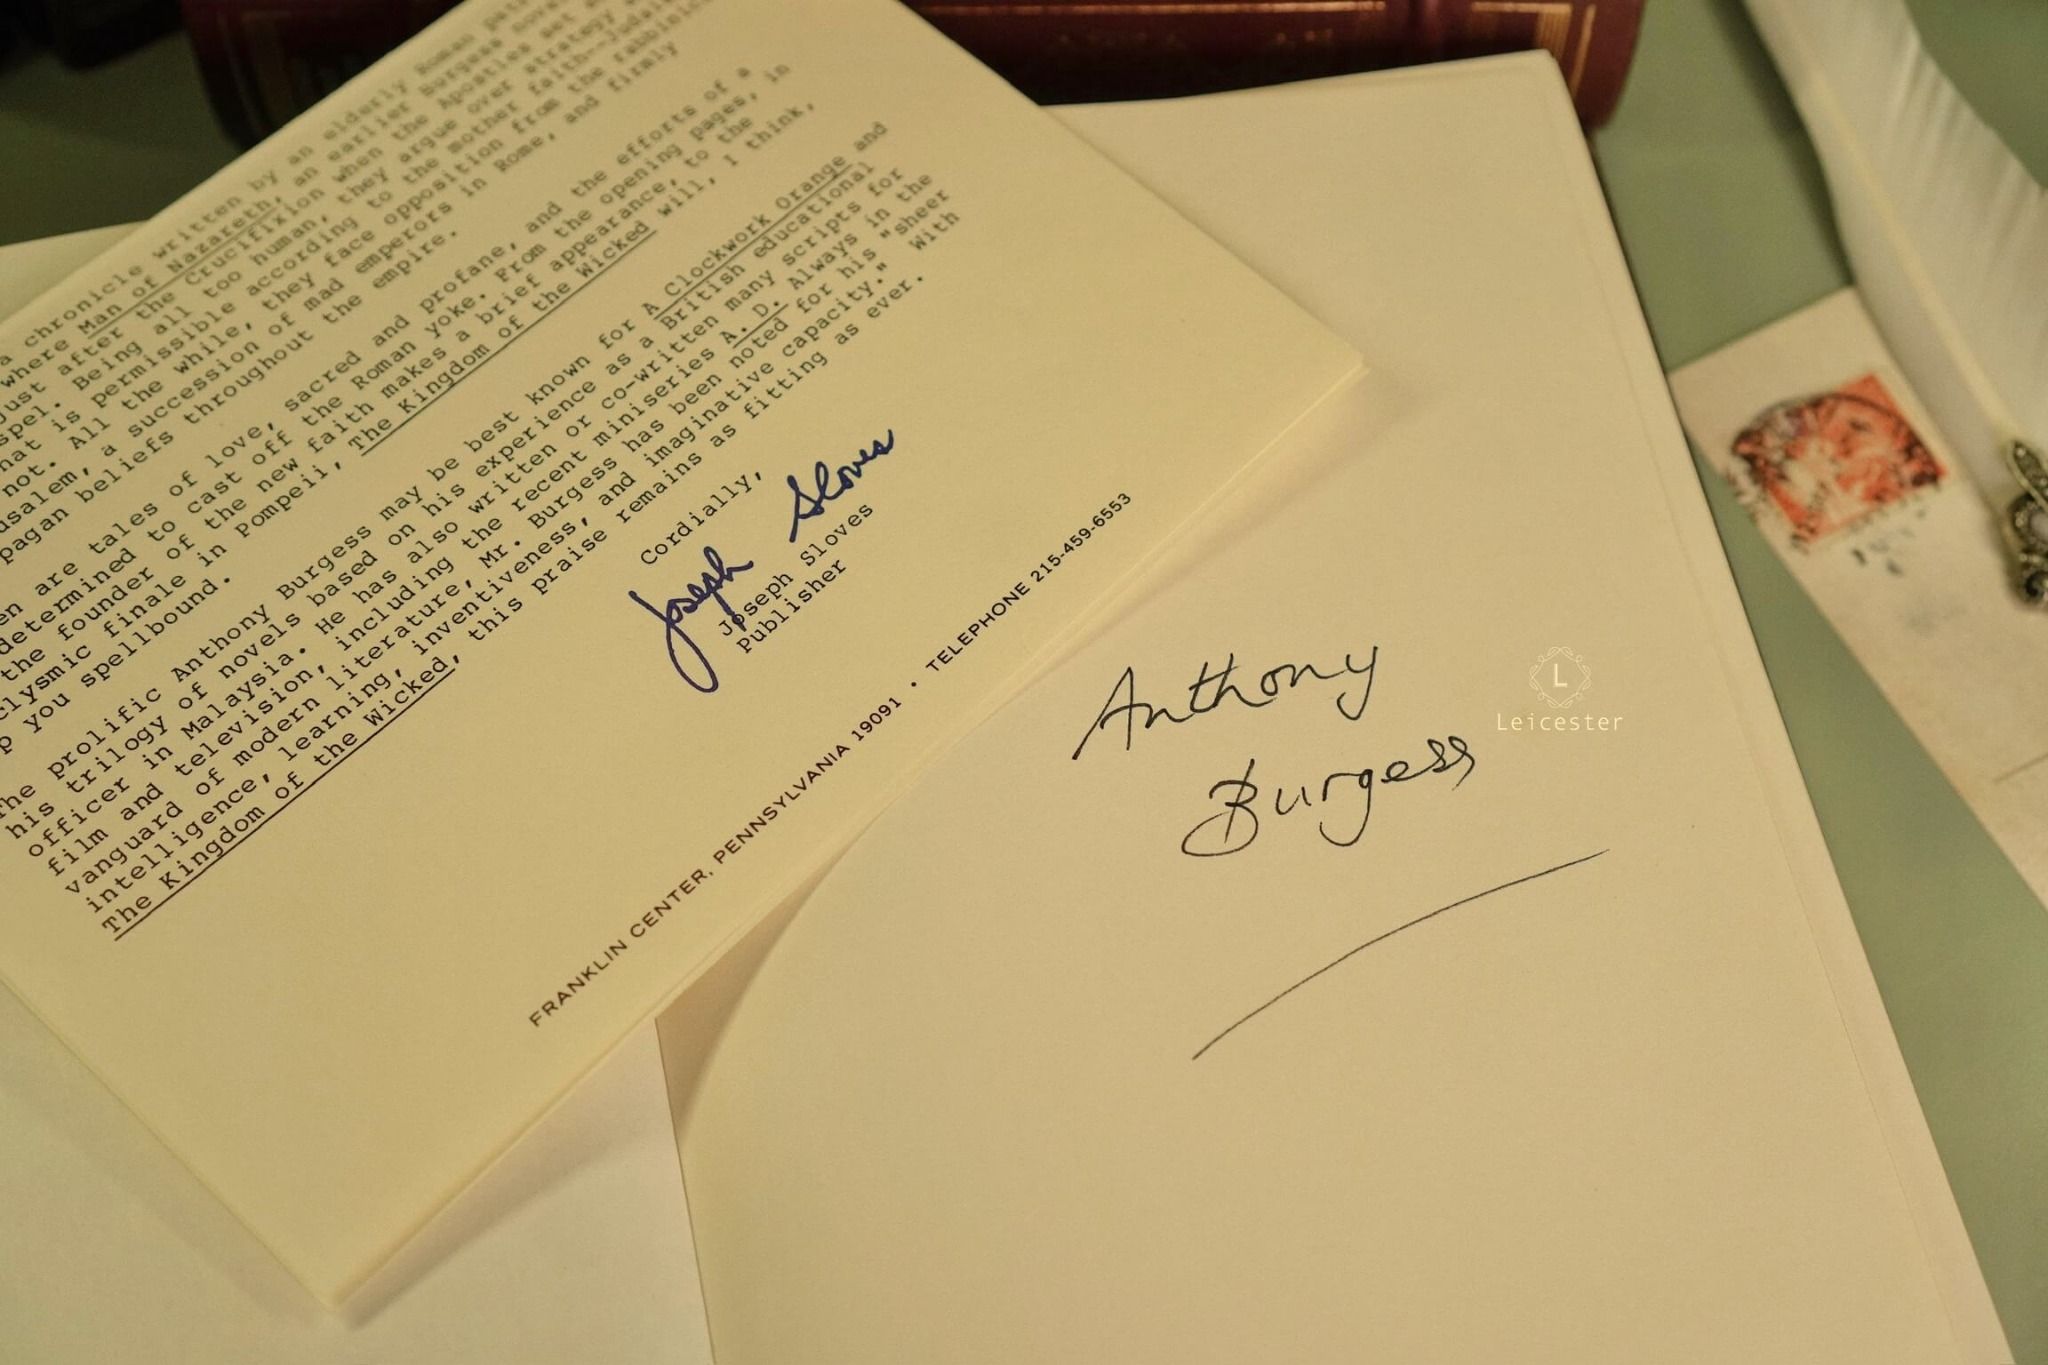 a chronicle written by an elderly Roman
where Man of Nazareth, an earlier Burgess
just after the Crucifixion when the Apostles set
spel. Being all too human, they argue over strategy
hat is permissible according to the mother faith--Judaism
not. All the while, they face opposition from the rabbinical
usalem, a succession of mad emperors in Rome, and firmly
pagan beliefs throughout the empire.
en are tales of love, sacred and profane, and the efforts of a
determined to cast off the Roman yoke. From the opening pages, in
the founder of the new faith makes a brief appearance, to the
clysmic finale in Pompeii, The Kingdom of the Wicked will, I think,
p you spellbound.
The prolific Anthony Burgess may be best known for A Clockwork Orange and
his trilogy of novels based on his experience as a British educational
officer in Malaysia. He has also written or co-written many scripts for
film and television, including the recent miniseries A. D. Always in the
vanguard of modern literature, Mr. Burgess has been noted for his "sheer
intelligence, learning, inventiveness, and imaginative capacity." With
The Kingdom of the Wicked, this praise remains as fitting as ever.
Cordially,
Joseph Sloves
Joseph Sloves
Publisher
FRANKLIN CENTER, PENNSYLVANIA 19091 • TELEPHONE 215-459-6553
Anthony
Burgess
L
Leicester